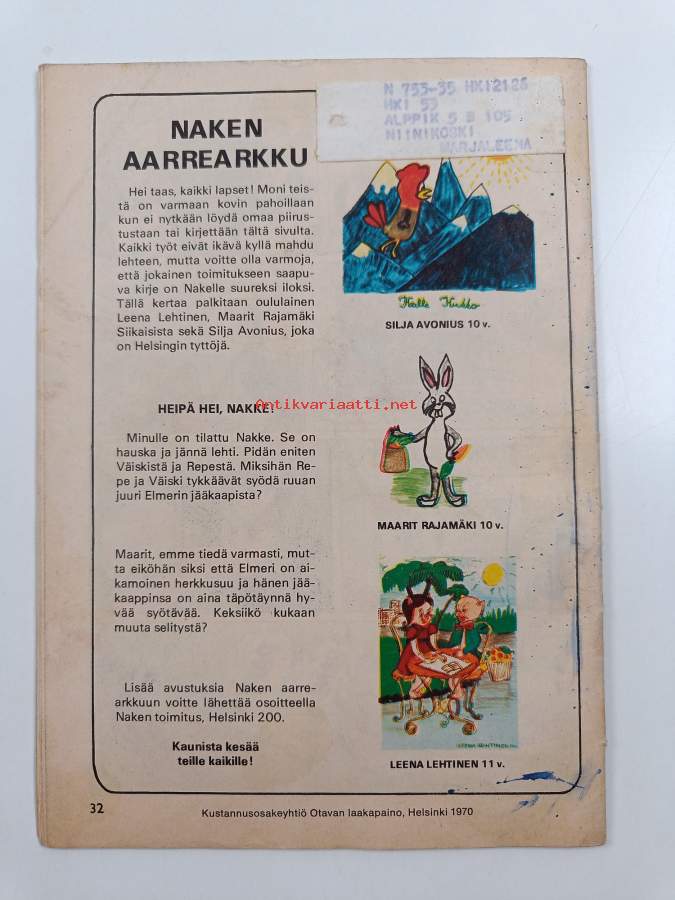 N 753-35 HKI2126
HKI 53
ALPPIK 5 B 105
NIINIKOSKI
MARJALEENA
NAKEN
AARREARKKU
Hei taas, kaikki lapset! Moni teis-
tä on varmaan kovin pahoillaan
kun ei nytkään löydä omaa piirus-
tustaan tai kirjettään tältä sivulta.
Kaikki työt eivät ikävä kyllä mahdu
lehteen, mutta voitte olla varmoja,
että jokainen toimitukseen saapu-
va kirje on Nakelle suureksi iloksi.
Tällä kertaa palkitaan oululainen
Leena Lehtinen, Maarit Rajamäki
Siikaisista sekä Silja Avonius, joka
on Helsingin tyttöjä.
HEIPÄ HEI, NAKKE!
Minulle on tilattu Nakke. Se on
hauska ja jännä lehti. Pidän eniten
Väiskistä ja Repestä. Miksihän Re-
pe ja Väiski tykkäävät syödä ruuan
juuri Elmerin jääkaapista?
Maarit, emme tiedä varmasti, mut-
ta eiköhän siksi että Elmeri on ai-
kamoinen herkkusuu ja hänen jää-
kaappinsa on aina täpötäynnä hy-
vää syötävää. Keksiikö kukaan
muuta selitystä?
Lisää avustuksia Naken aarre-
arkkuun voitte lähettää osoitteella
Naken toimitus, Helsinki 200.
Kaunista kesää
teille kaikille!
Kalle Kukko
SILJA AVONIUS 10 v.
MAARIT RAJAMÄKI 10 v.
LEENA LEHTINEN
LEENA LEHTINEN 11 v.
Antikvariaatti.net
32
Kustannusosakeyhtiö Otavan laakapaino, Helsinki 1970